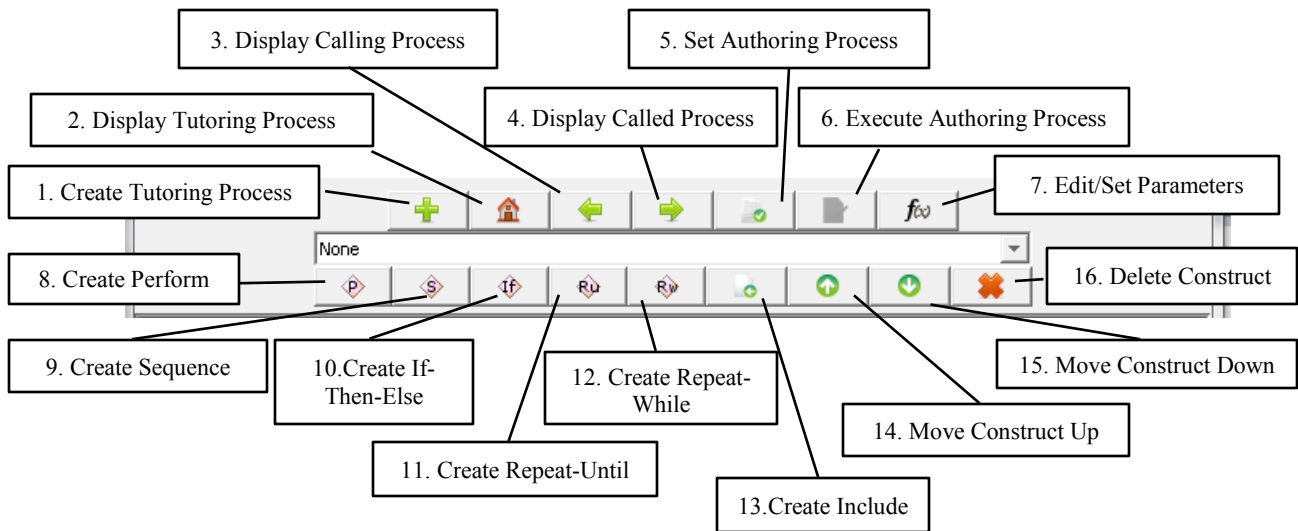 3. Display Calling Process
5. Set Authoring Process
2. Display Tutoring Process
4. Display Called Process
6. Execute Authoring Process
1. Create Tutoring Process
7. Edit/Set Parameters
f(x)
None
8. Create Perform
P
S
If
Ru
Rw
16. Delete Construct
9. Create Sequence
10.Create If-
Then-Else
12. Create Repeat-
While
15. Move Construct Down
14. Move Construct Up
11. Create Repeat-Until
13.Create Include